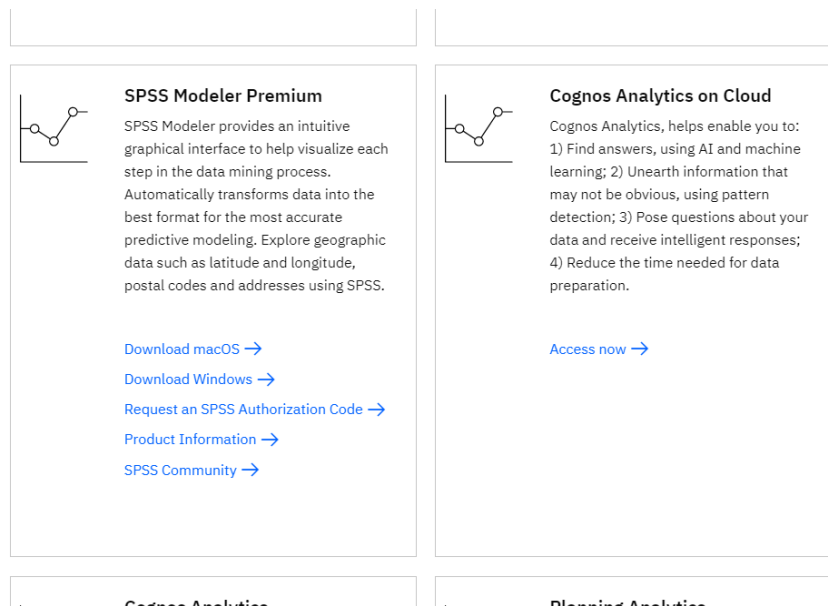 SPSS Modeler Premium
SPSS Modeler provides an intuitive
graphical interface to help visualize each
step in the data mining process.
Automatically transforms data into the
best format for the most accurate
predictive modeling. Explore geographic
data such as latitude and longitude,
postal codes and addresses using SPSS.
Download macOS →
Download Windows →
Request an SPSS Authorization Code →
Product Information →
SPSS Community →
Cognos Analytics on Cloud
Cognos Analytics, helps enable you to:
1) Find answers, using AI and machine
learning; 2) Unearth information that
may not be obvious, using pattern
detection; 3) Pose questions about your
data and receive intelligent responses;
4) Reduce the time needed for data
preparation.
Access now →
Cognos Analytics
Planning Analytics